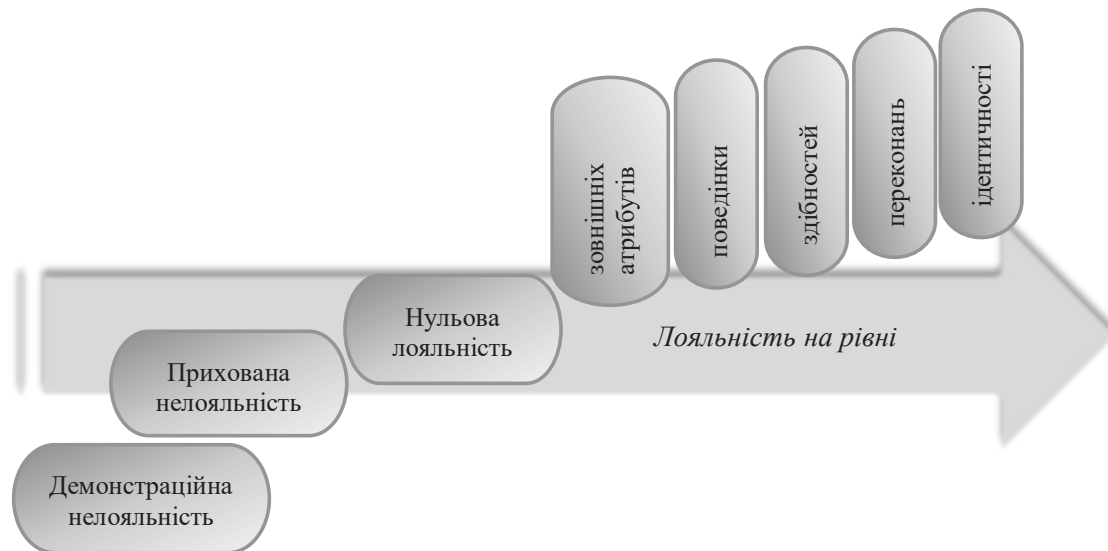 Демонстраційна
нелояльність
Прихована
нелояльність
Нульова
лояльність
Лояльність на рівні
зовнішніх
атрибутів
поведінки
здібностей
переконань
ідентичності